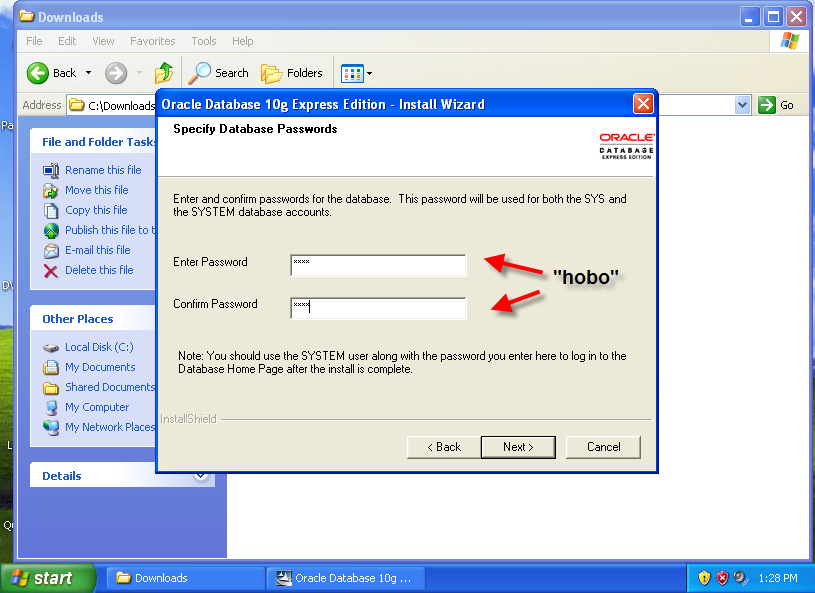 Downloads
File Edit View Favorites Tools Help
Back Search Folders
Address C:\Downloads Go
Oracle Database 10g Express Edition - Install Wizard
Specify Database Passwords
ORACLE
DATABASE
EXPRESS EDITION
Enter and confirm passwords for the database. This password will be used for both the SYS and
the SYSTEM database accounts.
Enter Password ****
"hobo"
Confirm Password ****
Note: You should use the SYSTEM user along with the password you enter here to log in to the
Database Home Page after the install is complete.
InstallShield
< Back Next > Cancel
File and Folder Tasks
Rename this file
Move this file
Copy this file
Publish this file to t
E-mail this file
Delete this file
Other Places
Local Disk (C:)
My Documents
Shared Documents
My Computer
My Network Places
Details
Pa
DV
L
Qu
start Downloads Oracle Database 10g ... 1:28 PM